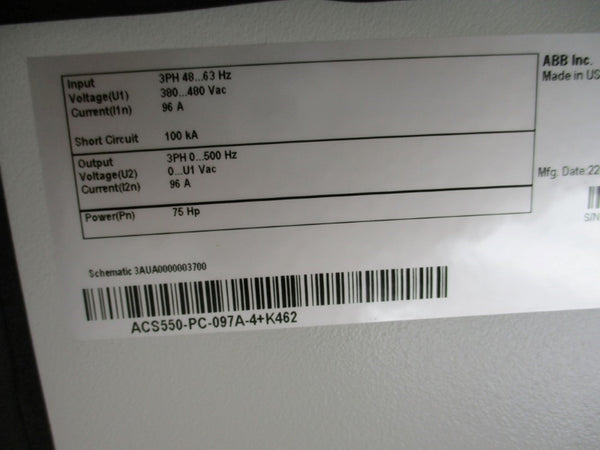 Input 3PH 48...63 Hz
Voltage(U1) 380...480 Vac
Current(I1n) 96 A
Short Circuit 100 kA
Output 3PH 0...500 Hz
Voltage(U2) 0...U1 Vac
Current(I2n) 96 A
Power(Pn) 75 Hp
ABB Inc.
Made in US
Mfg. Date:22
S/N
Schematic 3AUA0000003700
ACS550-PC-097A-4+K462